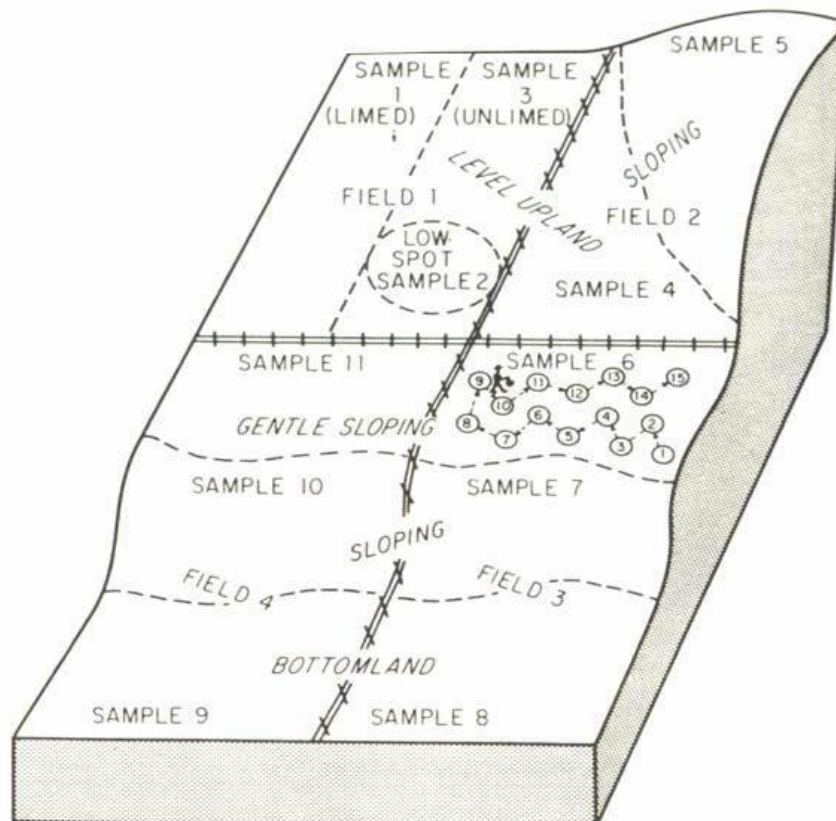 SAMPLE 5
SAMPLE
1
(LIMED)
SAMPLE
3
(UNLIMED)
SLOPING
LEVEL UPLAND
FIELD 1
FIELD 2
LOW
SPOT
SAMPLE 2
SAMPLE 4
SAMPLE 11
SAMPLE 6
9
10
11
12
13
14
15
8
7
6
5
4
3
2
1
GENTLE SLOPING
SAMPLE 10
SAMPLE 7
SLOPING
FIELD 4
FIELD 3
BOTTOMLAND
SAMPLE 9
SAMPLE 8